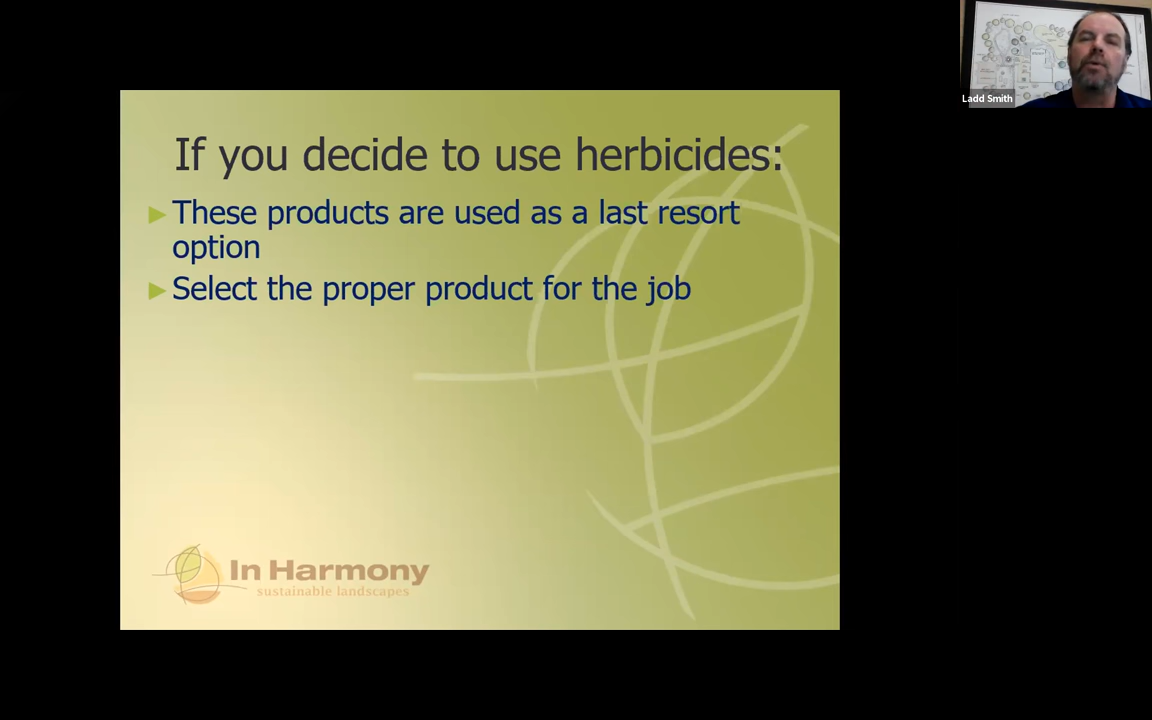 If you decide to use herbicides:
These products are used as a last resort
option
Select the proper product for the job
In Harmony
sustainable landscapes
Ladd Smith